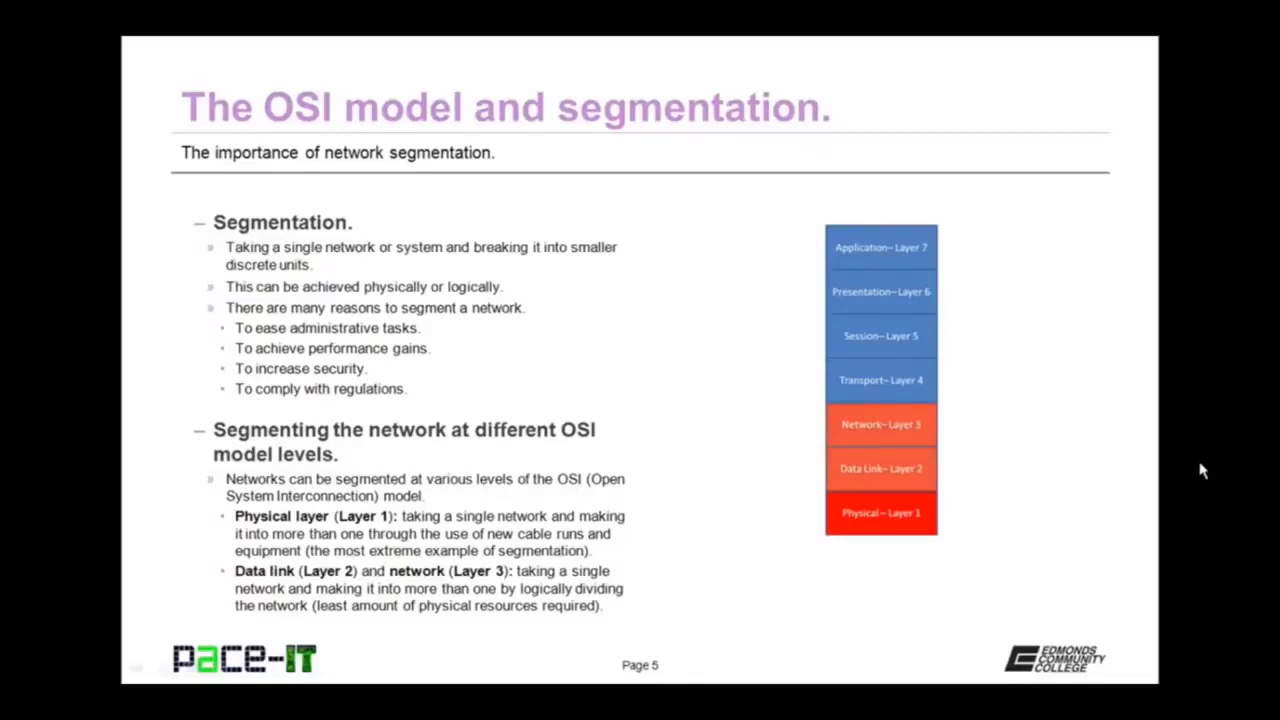 The OSI model and segmentation.
The importance of network segmentation.
– Segmentation.
» Taking a single network or system and breaking it into smaller
discrete units.
» This can be achieved physically or logically.
» There are many reasons to segment a network.
• To ease administrative tasks.
• To achieve performance gains.
• To increase security.
• To comply with regulations.
– Segmenting the network at different OSI
model levels.
» Networks can be segmented at various levels of the OSI (Open
System Interconnection) model.
• Physical layer (Layer 1): taking a single network and making
it into more than one through the use of new cable runs and
equipment (the most extreme example of segmentation).
• Data link (Layer 2) and network (Layer 3): taking a single
network and making it into more than one by logically dividing
the network (least amount of physical resources required).
Application–Layer 7
Presentation–Layer 6
Session–Layer 5
Transport–Layer 4
Network–Layer 3
Data Link–Layer 2
Physical–Layer 1
pace-IT
Page 5
EDMONDS
COMMUNITY
COLLEGE